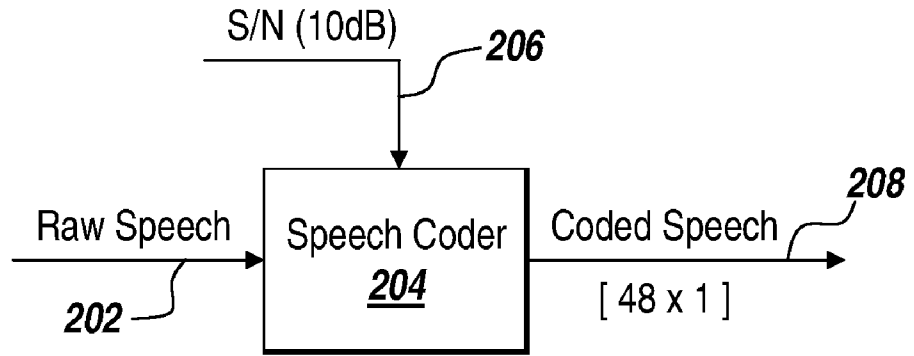 S/N (10dB)
206
Raw Speech
202
Speech Coder
204
Coded Speech
208
[ 48 x 1 ]